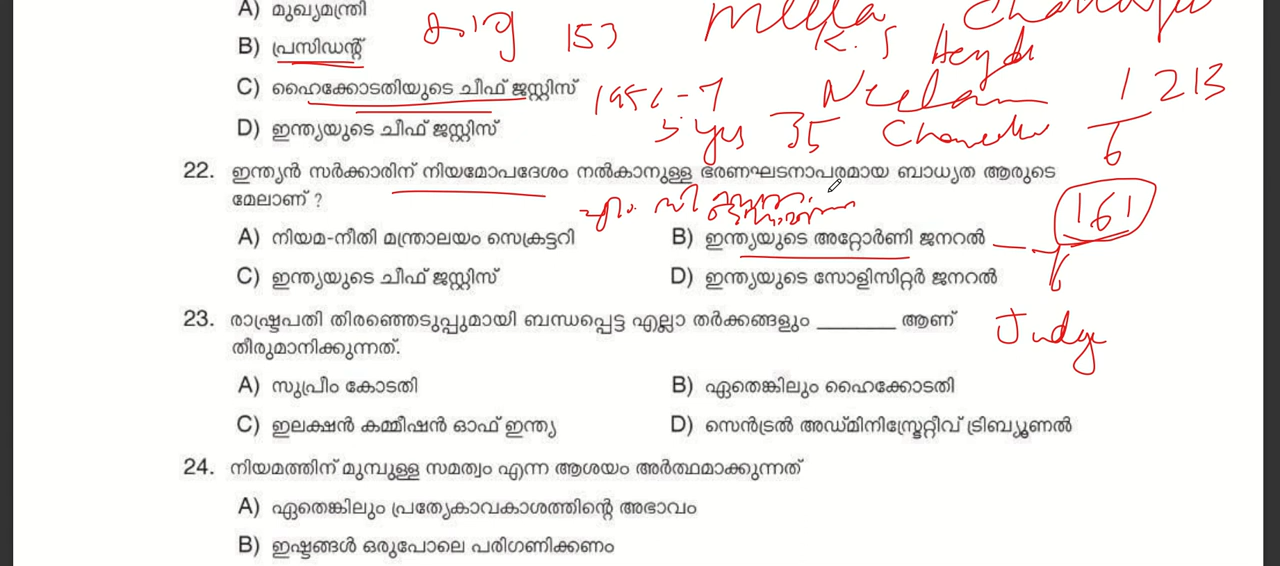 A) മുഖ്യമന്ത്രി
B) പ്രസിഡന്റ് 153
C) ഹൈക്കോടതിയുടെ ചീഫ് ജസ്റ്റിസ് Neelam 1213
D) ഇന്ത്യയുടെ ചീഫ് ജസ്റ്റിസ് 5 yrs 35 6
22. ഇന്ത്യൻ സർക്കാരിന് നിയമോപദേശം നൽകാനുള്ള ഭരണഘടനാപരമായ ബാധ്യത ആരുടെ
മേലാണ് ? 161
A) നിയമ-നീതി മന്ത്രാലയം സെക്രട്ടറി B) ഇന്ത്യയുടെ അറ്റോർണി ജനറൽ
C) ഇന്ത്യയുടെ ചീഫ് ജസ്റ്റിസ് D) ഇന്ത്യയുടെ സോളിസിറ്റർ ജനറൽ
23. രാഷ്ട്രപതി തിരഞ്ഞെടുപ്പുമായി ബന്ധപ്പെട്ട എല്ലാ തർക്കങ്ങളും ________ ആണ് Judge
തീരുമാനിക്കുന്നത്.
A) സുപ്രീം കോടതി B) ഏതെങ്കിലും ഹൈക്കോടതി
C) ഇലക്ഷൻ കമ്മീഷൻ ഓഫ് ഇന്ത്യ D) സെൻട്രൽ അഡ്മിനിസ്ട്രേറ്റീവ് ട്രിബ്യൂണൽ
24. നിയമത്തിന് മുമ്പുള്ള സമത്വം എന്ന ആശയം അർത്ഥമാക്കുന്നത്
A) ഏതെങ്കിലും പ്രത്യേകാവകാശത്തിന്റെ അഭാവം
B) ഇഷ്ടങ്ങൾ ഒരുപോലെ പരിഗണിക്കണം